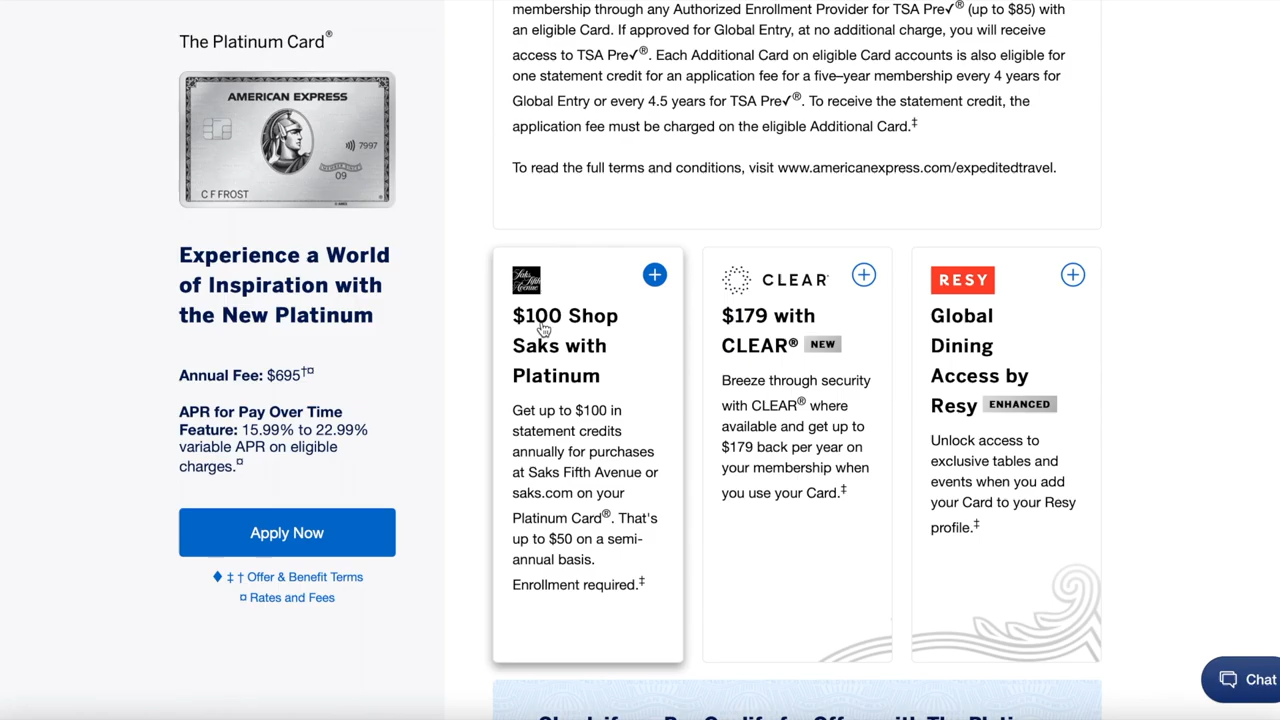 The Platinum Card®
AMERICAN EXPRESS
7997
09
C F FROST
Experience a World
of Inspiration with
the New Platinum
Annual Fee: $695†¤
APR for Pay Over Time
Feature: 15.99% to 22.99%
variable APR on eligible
charges.¤
Apply Now
♦ ‡ † Offer & Benefit Terms
¤ Rates and Fees
membership through any Authorized Enrollment Provider for TSA Pre✓® (up to $85) with
an eligible Card. If approved for Global Entry, at no additional charge, you will receive
access to TSA Pre✓®. Each Additional Card on eligible Card accounts is also eligible for
one statement credit for an application fee for a five–year membership every 4 years for
Global Entry or every 4.5 years for TSA Pre✓®. To receive the statement credit, the
application fee must be charged on the eligible Additional Card.‡
To read the full terms and conditions, visit www.americanexpress.com/expeditedtravel.
Saks
Fifth
Avenue
$100 Shop
Saks with
Platinum
Get up to $100 in
statement credits
annually for purchases
at Saks Fifth Avenue or
saks.com on your
Platinum Card®. That's
up to $50 on a semi-
annual basis.
Enrollment required.‡
CLEAR
$179 with
CLEAR® NEW
Breeze through security
with CLEAR® where
available and get up to
$179 back per year on
your membership when
you use your Card.‡
RESY
Global
Dining
Access by
Resy ENHANCED
Unlock access to
exclusive tables and
events when you add
your Card to your Resy
profile.‡
Chat